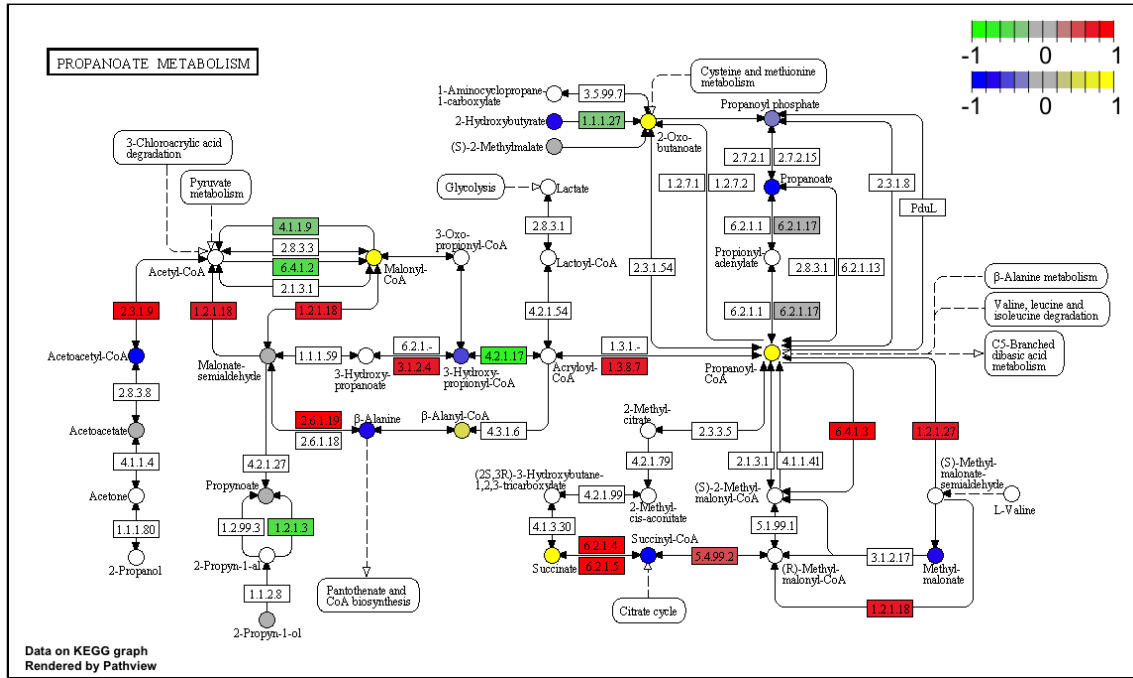 PROPANOATE METABOLISM
-1 0 1
-1 0 1
Cysteine and methionine
metabolism
1-Aminocyclopropane
1-carboxylate
3.5.99.7
Propanoyl phosphate
2-Hydroxybutyrate
1.1.1.27
2-Oxo-
butanoate
(S)-2-Methylmalate
3-Chloroacrylic acid
degradation
Pyruvate
metabolism
Glycolysis
Lactate
2.7.2.1
2.7.2.15
1.2.7.1
1.2.7.2
Propanoate
2.3.1.8
PduL
4.1.1.9
2.8.3.3
6.4.1.2
2.1.3.1
Acetyl-CoA
Malonyl-
CoA
3-Oxo-
propionyl-CoA
2.8.3.1
Lactoyl-CoA
6.2.1.1
6.2.1.17
Propionyl-
adenylate
2.3.1.54
2.8.3.1
6.2.1.13
β-Alanine metabolism
Valine, leucine and
isoleucine degradation
C5-Branched
dibasic acid
metabolism
2.3.1.9
1.2.1.18
1.2.1.18
4.2.1.54
6.2.1.1
6.2.1.17
Acetoacetyl-CoA
Malonate-
semialdehyde
1.1.1.59
3-Hydroxy-
propanoate
6.2.1.-
3.1.2.4
3-Hydroxy-
propionyl-CoA
4.2.1.17
Acryloyl-
CoA
1.3.1.-
1.3.8.7
Propanoyl-
CoA
2.8.3.8
Acetoacetate
2.6.1.19
2.6.1.18
β-Alanine
β-Alanyl-CoA
4.3.1.6
2-Methyl-
citrate
2.3.3.5
6.4.1.3
1.2.1.27
4.1.1.4
Acetone
4.2.1.27
Propynoate
4.2.1.79
2.1.3.1
4.1.1.41
(2S,3R)-3-Hydroxybutane-
1,2,3-tricarboxylate
4.2.1.99
2-Methyl-
cis-aconitate
(S)-2-Methyl-
malonyl-CoA
(S)-Methyl-
malonate-
semialdehyde
L-Valine
1.1.1.80
2-Propanol
1.2.99.3
1.2.1.3
2-Propyn-1-al
4.1.3.30
5.1.99.1
Succinate
6.2.1.4
6.2.1.5
Succinyl-CoA
5.4.99.2
(R)-Methyl-
malonyl-CoA
3.1.2.17
Methyl-
malonate
1.1.2.8
2-Propyn-1-ol
Pantothenate and
CoA biosynthesis
Citrate cycle
1.2.1.18
Data on KEGG graph
Rendered by Pathview